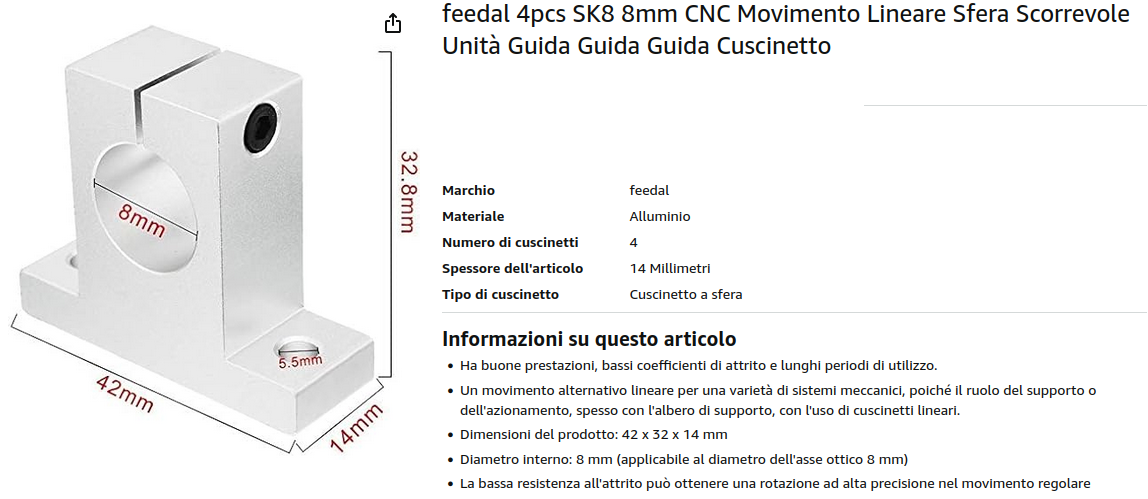 feedal 4pcs SK8 8mm CNC Movimento Lineare Sfera Scorrevole
Unità Guida Guida Guida Cuscinetto
8mm
32.8mm
5.5mm
42mm
14mm
Marchio feedal
Materiale Alluminio
Numero di cuscinetti 4
Spessore dell'articolo 14 Millimetri
Tipo di cuscinetto Cuscinetto a sfera
Informazioni su questo articolo
• Ha buone prestazioni, bassi coefficienti di attrito e lunghi periodi di utilizzo.
• Un movimento alternativo lineare per una varietà di sistemi meccanici, poiché il ruolo del supporto o
dell'azionamento, spesso con l'albero di supporto, con l'uso di cuscinetti lineari.
• Dimensioni del prodotto: 42 x 32 x 14 mm
• Diametro interno: 8 mm (applicabile al diametro dell'asse ottico 8 mm)
• La bassa resistenza all'attrito può ottenere una rotazione ad alta precisione nel movimento regolare